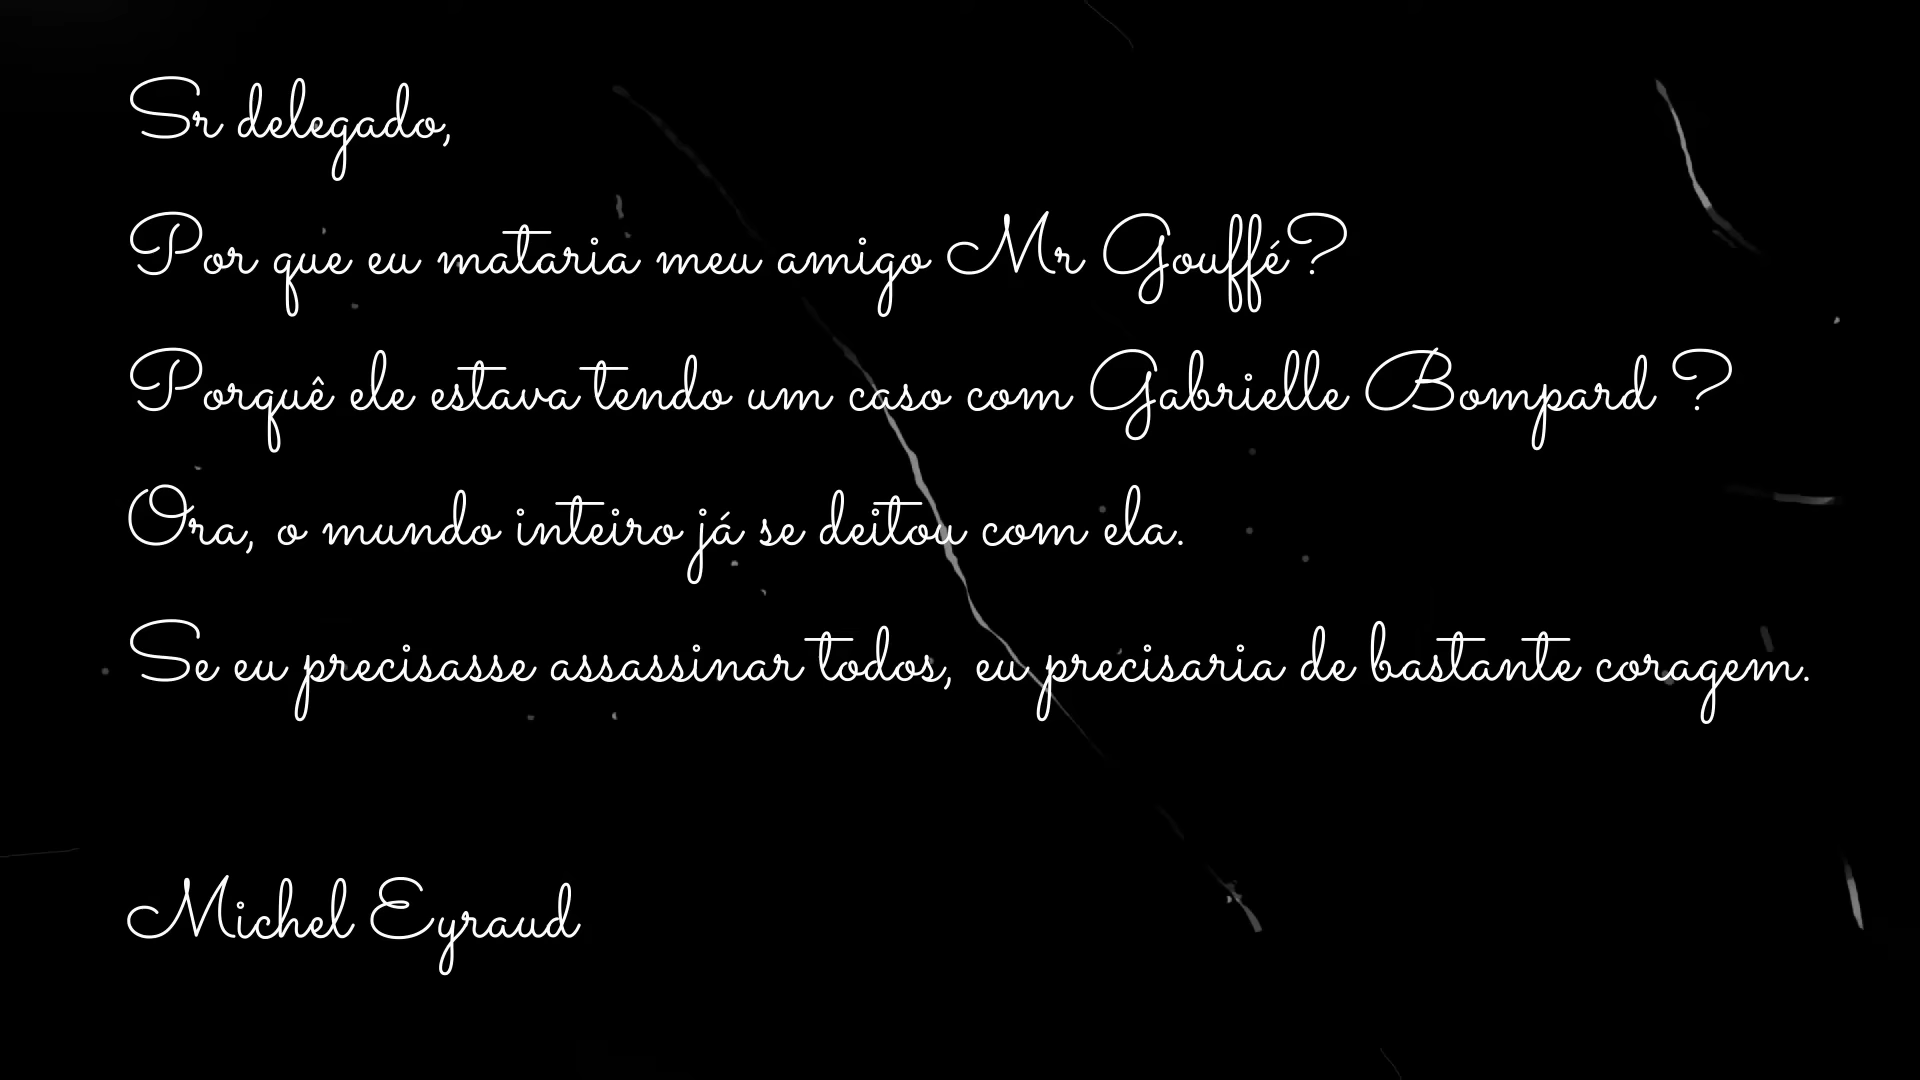 Sr delegado,
Por que eu mataria meu amigo Mr Gouffé?
Porquê ele estava tendo um caso com Gabrielle Bompard ?
Ora, o mundo inteiro já se deitou com ela.
Se eu precisasse assassinar todos, eu precisaria de bastante coragem.
Michel Eyraud